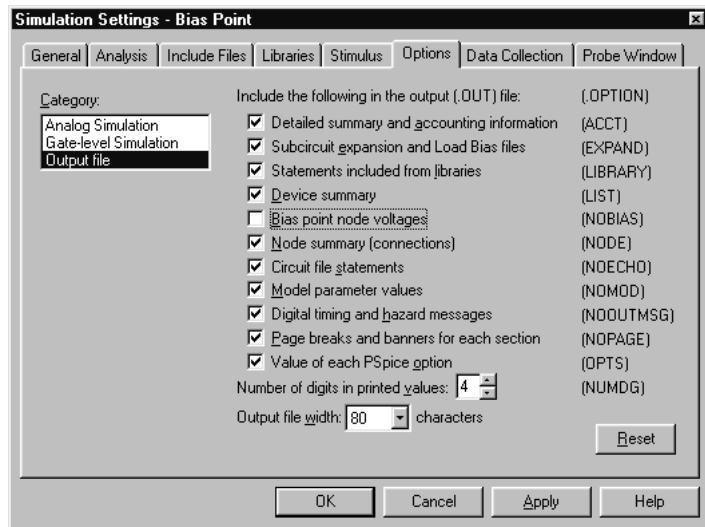 Simulation Settings - Bias Point
General Analysis Include Files Libraries Stimulus Options Data Collection Probe Window
Category:
Analog Simulation
Gate-level Simulation
Output file
Include the following in the output (.OUT) file: (.OPTION)
Detailed summary and accounting information (ACCT)
Subcircuit expansion and Load Bias files (EXPAND)
Statements included from libraries (LIBRARY)
Device summary (LIST)
Bias point node voltages (NOBIAS)
Node summary (connections) (NODE)
Circuit file statements (NOECHO)
Model parameter values (NOMOD)
Digital timing and hazard messages (NOOUTMSG)
Page breaks and banners for each section (NOPAGE)
Value of each PSpice option (OPTS)
Number of digits in printed values: 4 (NUMDG)
Output file width: 80 characters
Reset
OK Cancel Apply Help